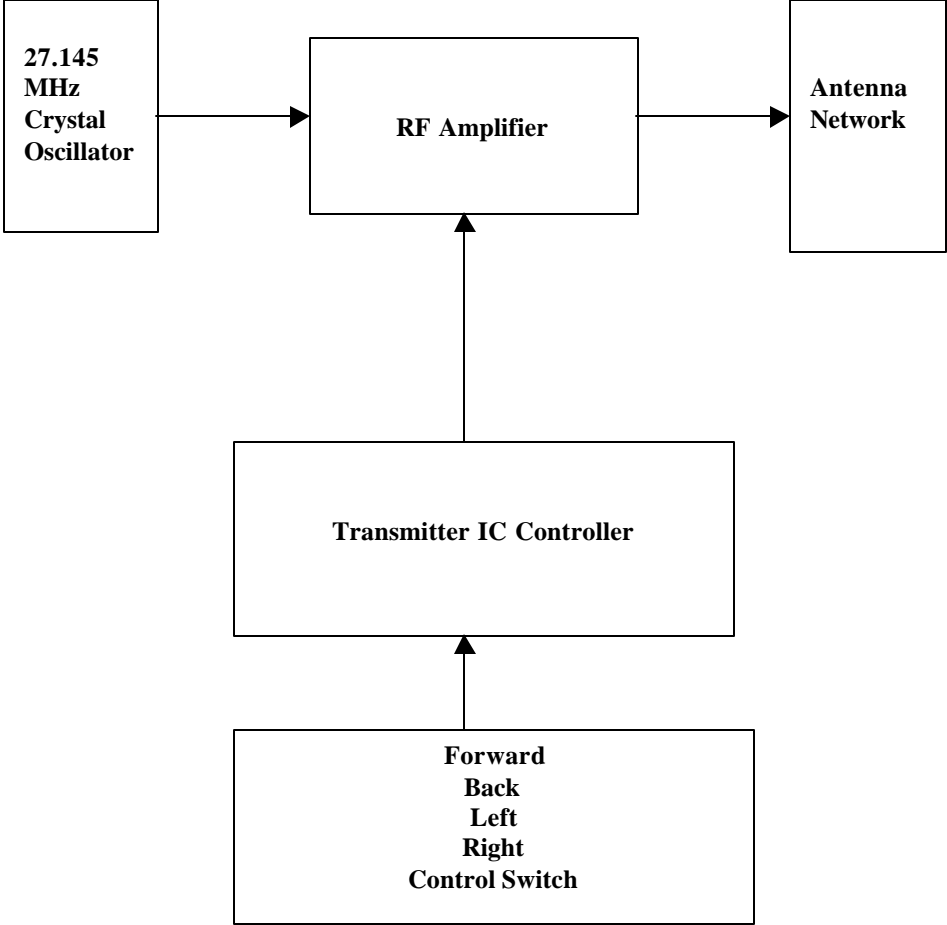 27.145
MHz
Crystal
Oscillator
RF Amplifier
Antenna
Network
Transmitter IC Controller
Forward
Back
Left
Right
Control Switch